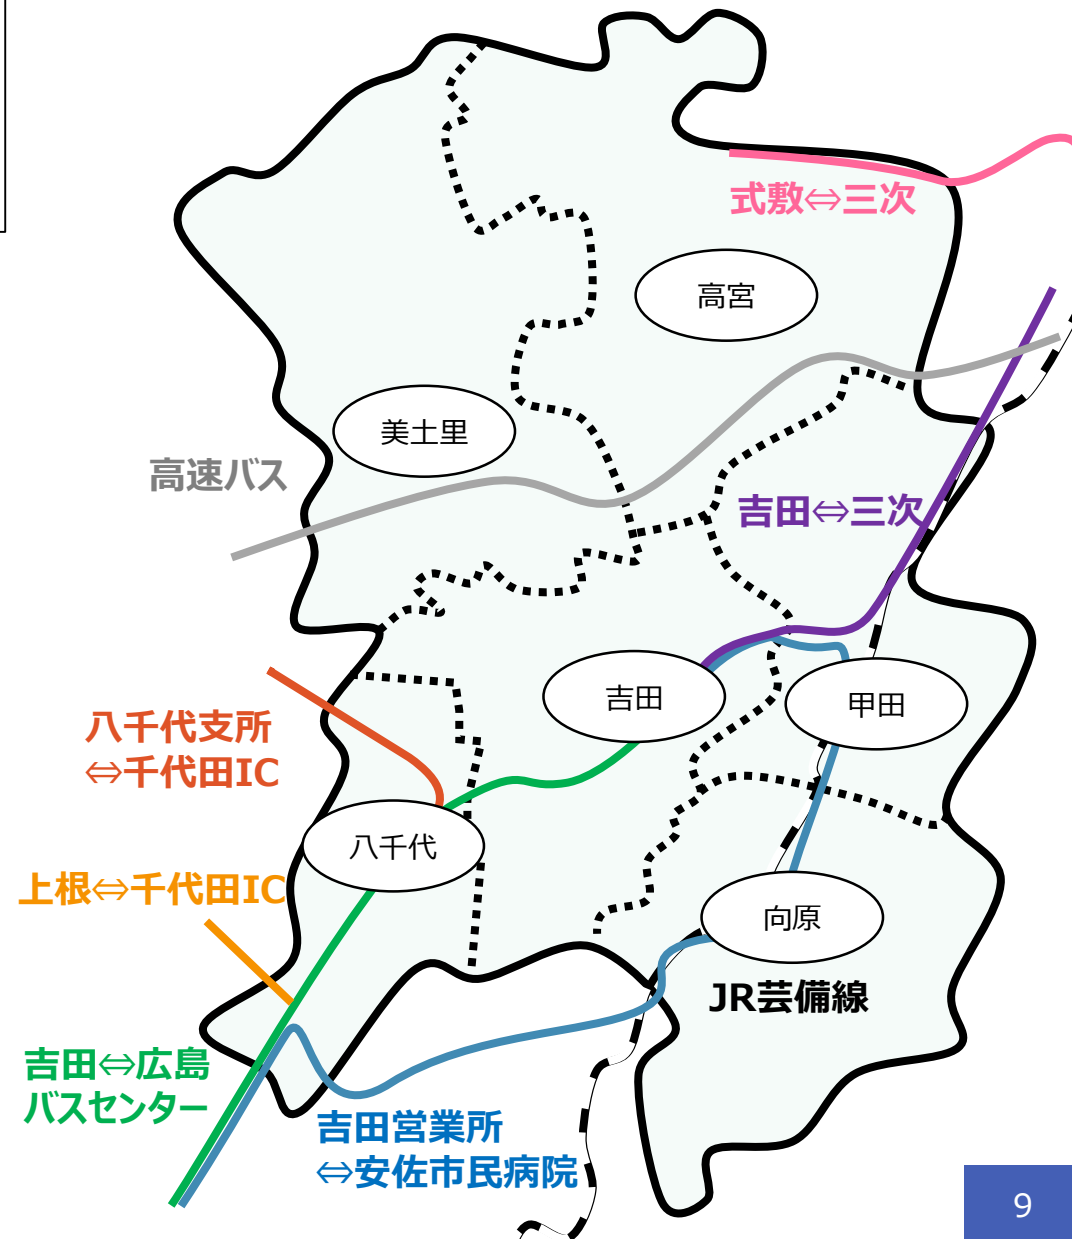 式敷⇔三次
高宮
美土里
高速バス
吉田⇔三次
吉田
甲田
八千代支所
⇔千代田IC
八千代
上根⇔千代田IC
向原
JR芸備線
吉田⇔広島
バスセンター
吉田営業所
⇔安佐市民病院
9